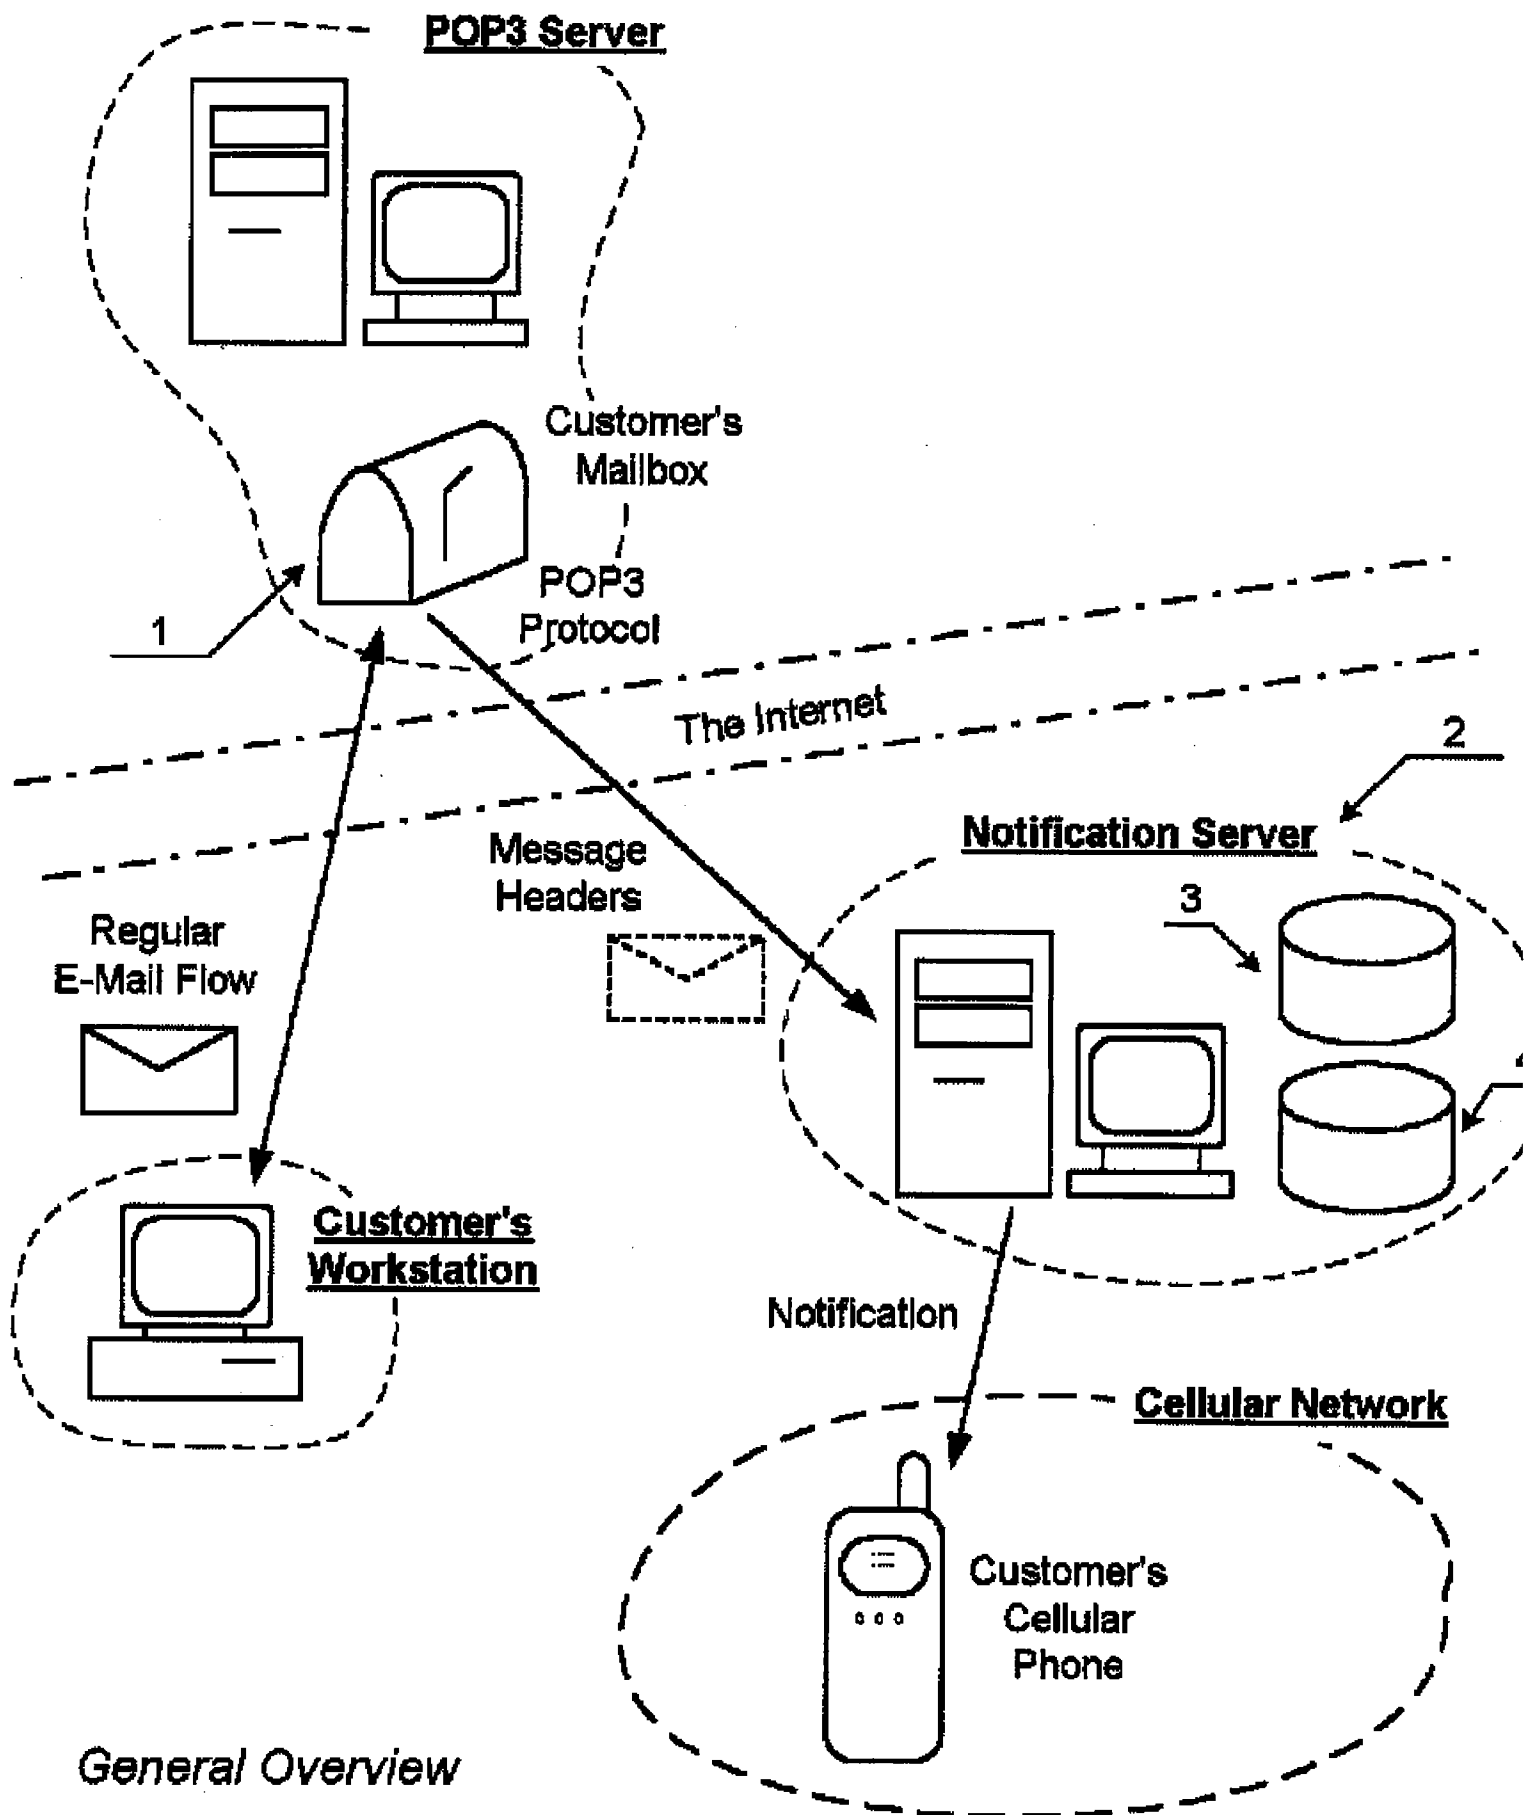 POP3 Server
Customer's
Mailbox
POP3
Protocol
1
The Internet
2
Notification Server
Message
Headers
3
Regular
E-Mail Flow
Customer's
Workstation
Notification
Cellular Network
Customer's
Cellular
Phone
General Overview